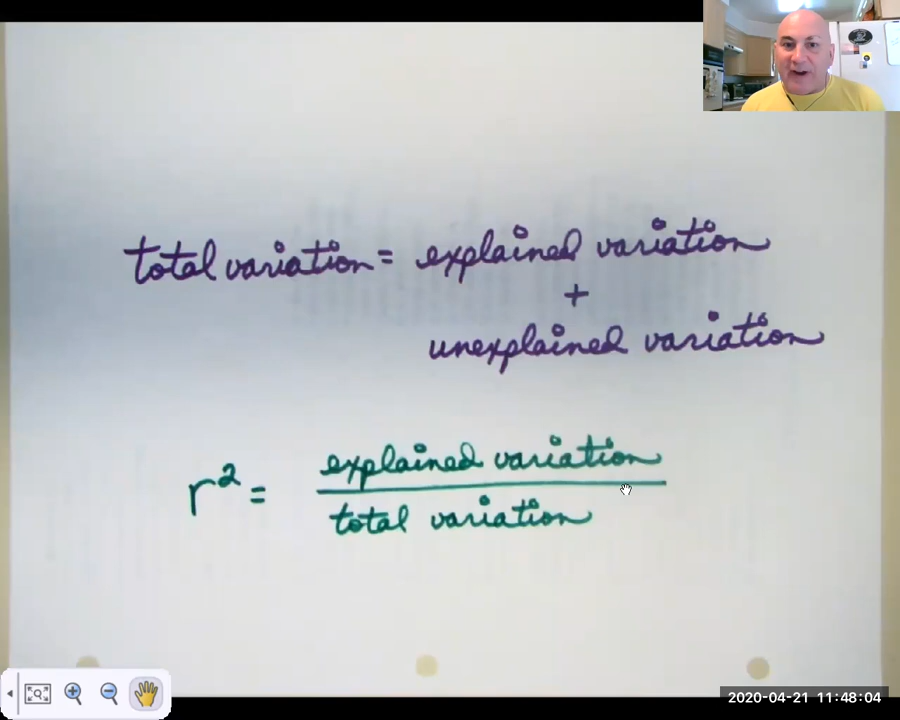 total variation = explained variation
+
unexplained variation
r² = explained variation
total variation
2020-04-21 11:48:04